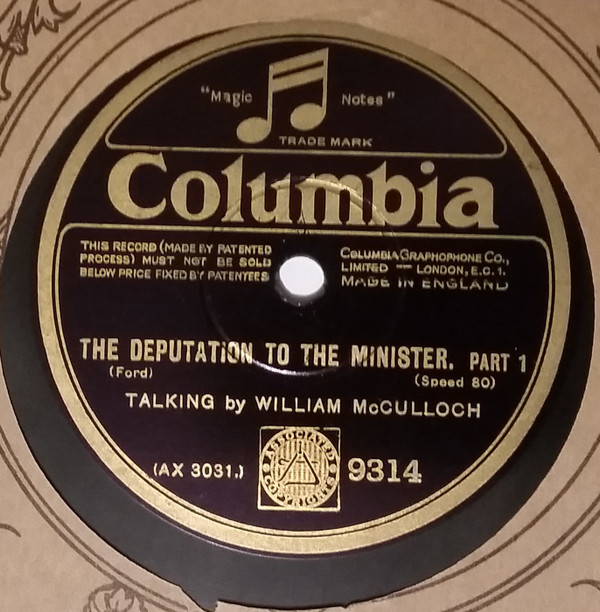 "Magic Notes"
TRADE MARK
Columbia
THIS RECORD (MADE BY PATENTED
PROCESS) MUST NOT BE SOLD
BELOW PRICE FIXED BY PATENTEES
COLUMBIA GRAPHOPHONE CO.,
LIMITED — LONDON, E.C. 1.
MADE IN ENGLAND
THE DEPUTATION TO THE MINISTER. PART 1
(Ford) (Speed 80)
TALKING by WILLIAM McCULLOCH
(AX 3031.)
ASSOCIATED
COPYRIGHTS
9314